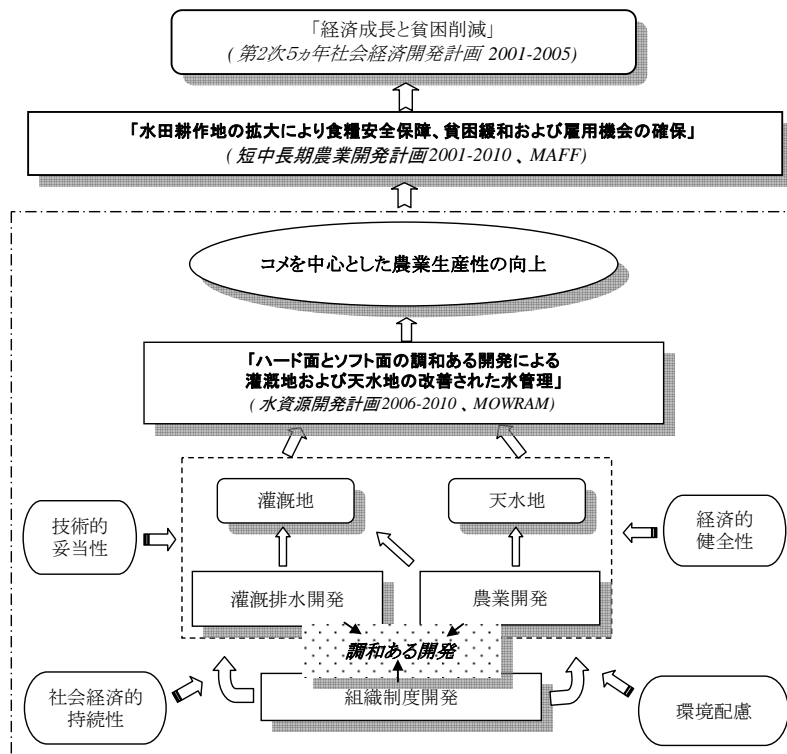 「経済成長と貧困削減」
( 第2次5ヵ年社会経済開発計画 2001-2005)
「水田耕作地の拡大により食糧安全保障、貧困緩和および雇用機会の確保」
( 短中長期農業開発計画2001-2010 、MAFF)
コメを中心とした農業生産性の向上
「ハード面とソフト面の調和ある開発による
灌漑地および天水地の改善された水管理」
( 水資源開発計画2006-2010 、MOWRAM)
灌漑地
天水地
技術的
妥当性
経済的
健全性
灌漑排水開発
農業開発
調和ある開発
社会経済的
持続性
組織制度開発
環境配慮